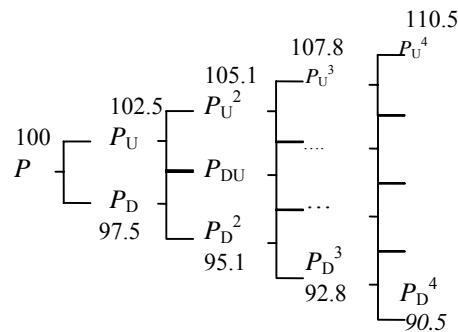 110.5
107.8
P_U^4
105.1
P_U^3
102.5
P_U^2
100
P_U
....
P
P_DU
P_D
...
97.5
P_D^2
95.1
P_D^3
92.8
P_D^4
90.5